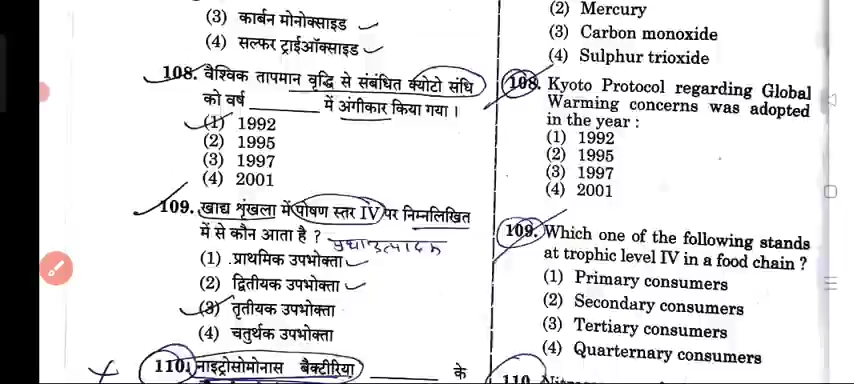 (3) कार्बन मोनोक्साइड
(4) सल्फर ट्राईऑक्साइड
108. वैश्विक तापमान वृद्धि से संबंधित क्योटो संधि
को वर्ष ________ में अंगीकार किया गया ।
(1) 1992
(2) 1995
(3) 1997
(4) 2001
109. खाद्य श्रृंखला में पोषण स्तर IV पर निम्नलिखित
में से कौन आता है ?
(1) प्राथमिक उपभोक्ता
(2) द्वितीयक उपभोक्ता
(3) तृतीयक उपभोक्ता
(4) चतुर्थक उपभोक्ता
110. नाइट्रोसोमोनास बैक्टीरिया ________ के
(2) Mercury
(3) Carbon monoxide
(4) Sulphur trioxide
108. Kyoto Protocol regarding Global
Warming concerns was adopted
in the year :
(1) 1992
(2) 1995
(3) 1997
(4) 2001
109. Which one of the following stands
at trophic level IV in a food chain ?
(1) Primary consumers
(2) Secondary consumers
(3) Tertiary consumers
(4) Quarternary consumers
110.